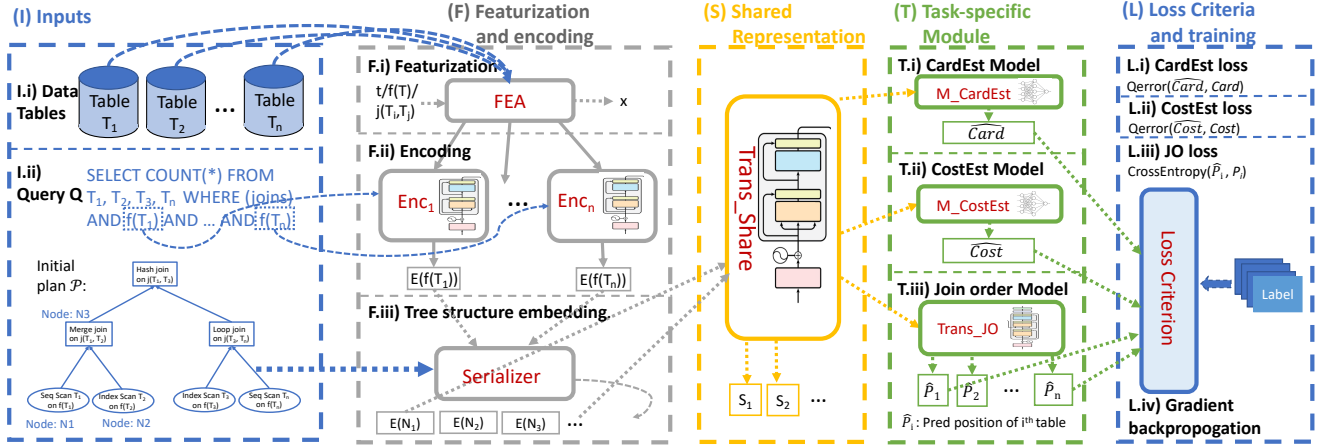 (I) Inputs
I.i) Data
Tables
Table
T1
Table
T2
...
Table
Tn
I.ii)
Query Q
SELECT COUNT(*) FROM
T1, T2, T3, Tn WHERE (joins)
AND f(T1) AND ... AND f(Tn)
Initial
plan P:
Hash join
on j(T1, T3)
Node: N3
Merge join
on j(T1, T2)
Loop join
on j(T1, Tn)
Seq Scan T1
on f(T1)
Index Scan T2
on f(T2)
Index Scan T3
on f(T3)
Seq Scan Tn
on f(Tn)
Node: N1
Node: N2
(F) Featurization
and encoding
F.i) Featurization
t/f(T)/
j(Ti,Tj)
FEA
x
F.ii) Encoding
Enc1
...
Encn
E(f(T1))
E(f(Tn))
F.iii) Tree structure embedding.
Serializer
E(N1)
E(N2)
E(N3)
...
(S) Shared
Representation
Trans_Share
S1
S2
...
(T) Task-specific
Module
T.i) CardEst Model
M_CardEst
Card^
T.ii) CostEst Model
M_CostEst
Cost^
T.iii) Join order Model
Trans_JO
P̂1
P̂2
...
P̂n
P̂i : Pred position of ith table
(L) Loss Criteria
and training
L.i) CardEst loss
Qerror(Card^, Card)
L.ii) CostEst loss
Qerror(Cost^, Cost)
L.iii) JO loss
CrossEntropy(P̂i , Pi)
Loss Criterion
Label
L.iv) Gradient
backpropogation